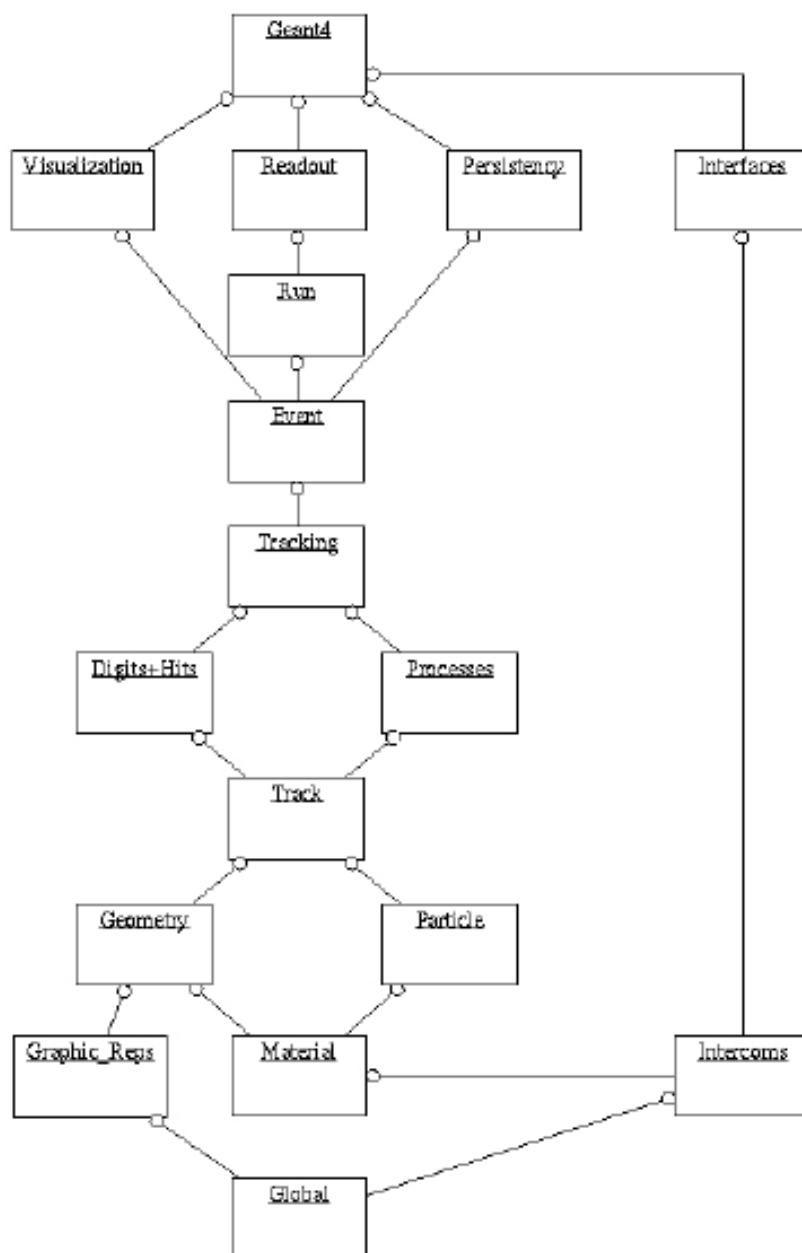 Geant4
Visualization
Readout
Persistency
Interfaces
Run
Event
Tracking
Digits+Hits
Processes
Track
Geometry
Particle
Graphic_Reps
Material
Intercoms
Global